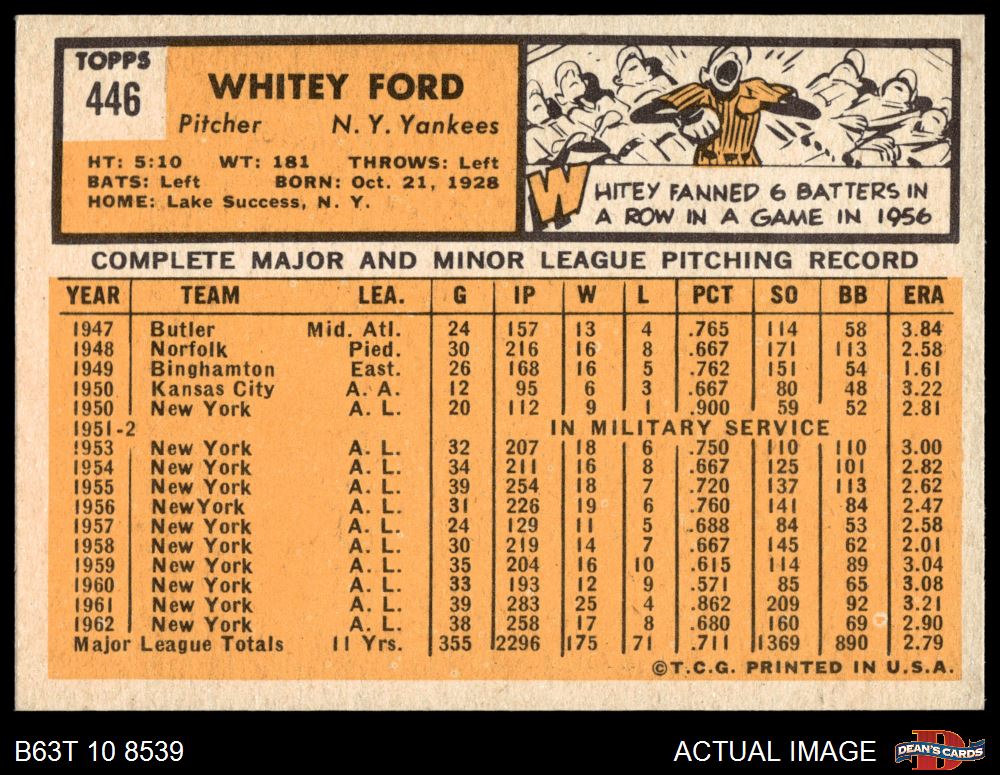 TOPPS
446
WHITEY FORD
Pitcher N. Y. Yankees
HT: 5:10 WT: 181 THROWS: Left
BATS: Left BORN: Oct. 21, 1928
HOME: Lake Success, N. Y.
WHITEY FANNED 6 BATTERS IN
A ROW IN A GAME IN 1956
COMPLETE MAJOR AND MINOR LEAGUE PITCHING RECORD
YEAR TEAM LEA. G IP W L PCT SO BB ERA
1947 Butler Mid. Atl. 24 157 13 4 .765 114 58 3.84
1948 Norfolk Pied. 30 216 16 8 .667 171 113 2.58
1949 Binghamton East. 26 168 16 5 .762 151 54 1.61
1950 Kansas City A. A. 12 95 6 3 .667 80 48 3.22
1950 New York A. L. 20 112 9 1 .900 59 52 2.81
1951-2 IN MILITARY SERVICE
1953 New York A. L. 32 207 18 6 .750 110 110 3.00
1954 New York A. L. 34 211 16 8 .667 125 101 2.82
1955 New York A. L. 39 254 18 7 .720 137 113 2.62
1956 NewYork A. L. 31 226 19 6 .760 141 84 2.47
1957 New York A. L. 24 129 11 5 .688 84 53 2.58
1958 New York A. L. 30 219 14 7 .667 145 62 2.01
1959 New York A. L. 35 204 16 10 .615 114 89 3.04
1960 New York A. L. 33 193 12 9 .571 85 65 3.08
1961 New York A. L. 39 283 25 4 .862 209 92 3.21
1962 New York A. L. 38 258 17 8 .680 160 69 2.90
Major League Totals 11 Yrs. 355 2296 175 71 .711 1369 890 2.79
©T.C.G. PRINTED IN U.S.A.
B63T 10 8539 ACTUAL IMAGE DEAN'S CARDS